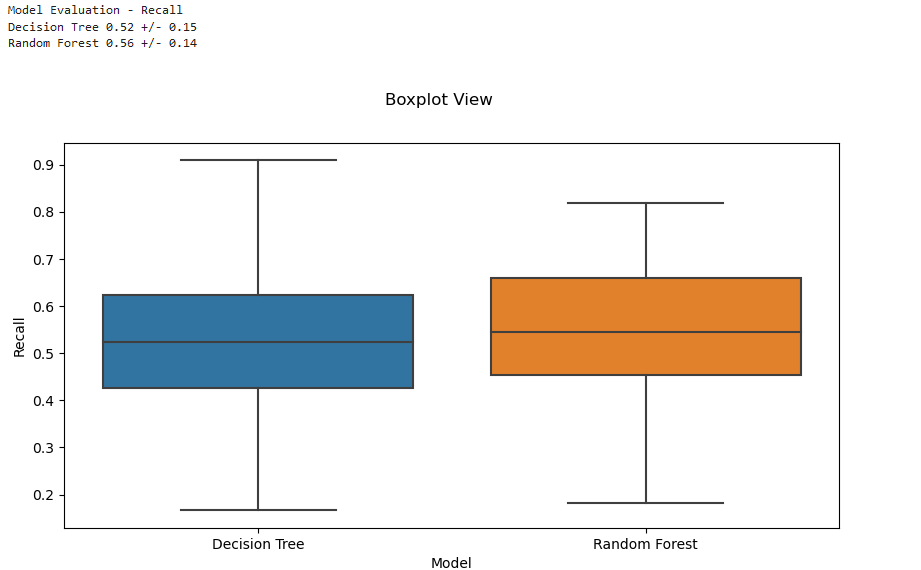 Model Evaluation - Recall
Decision Tree 0.52 +/- 0.15
Random Forest 0.56 +/- 0.14
Boxplot View
0.9
0.8
0.7
0.6
0.5
0.4
0.3
0.2
Recall
Decision Tree
Random Forest
Model